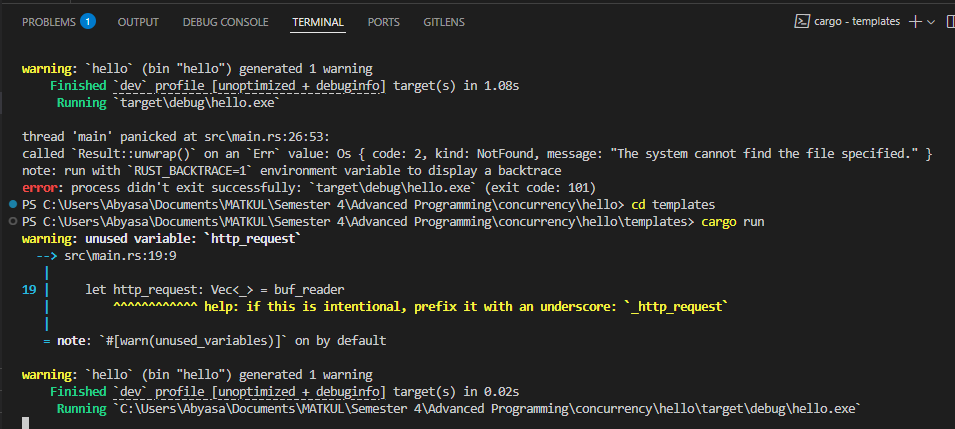 PROBLEMS 1 OUTPUT DEBUG CONSOLE TERMINAL PORTS GITLENS cargo - templates
warning: `hello` (bin "hello") generated 1 warning
    Finished `dev` profile [unoptimized + debuginfo] target(s) in 1.08s
     Running `target\debug\hello.exe`
thread 'main' panicked at src\main.rs:26:53:
called `Result::unwrap()` on an `Err` value: Os { code: 2, kind: NotFound, message: "The system cannot find the file specified." }
note: run with `RUST_BACKTRACE=1` environment variable to display a backtrace
error: process didn't exit successfully: `target\debug\hello.exe` (exit code: 101)
PS C:\Users\Abyasa\Documents\MATKUL\Semester 4\Advanced Programming\concurrency\hello> cd templates
PS C:\Users\Abyasa\Documents\MATKUL\Semester 4\Advanced Programming\concurrency\hello\templates> cargo run
warning: unused variable: `http_request`
  --> src\main.rs:19:9
   |
19 |     let http_request: Vec<_> = buf_reader
   |         ^^^^^^^^^^^^ help: if this is intentional, prefix it with an underscore: `_http_request`
   |
   = note: `#[warn(unused_variables)]` on by default
warning: `hello` (bin "hello") generated 1 warning
    Finished `dev` profile [unoptimized + debuginfo] target(s) in 0.02s
     Running `C:\Users\Abyasa\Documents\MATKUL\Semester 4\Advanced Programming\concurrency\hello\target\debug\hello.exe`